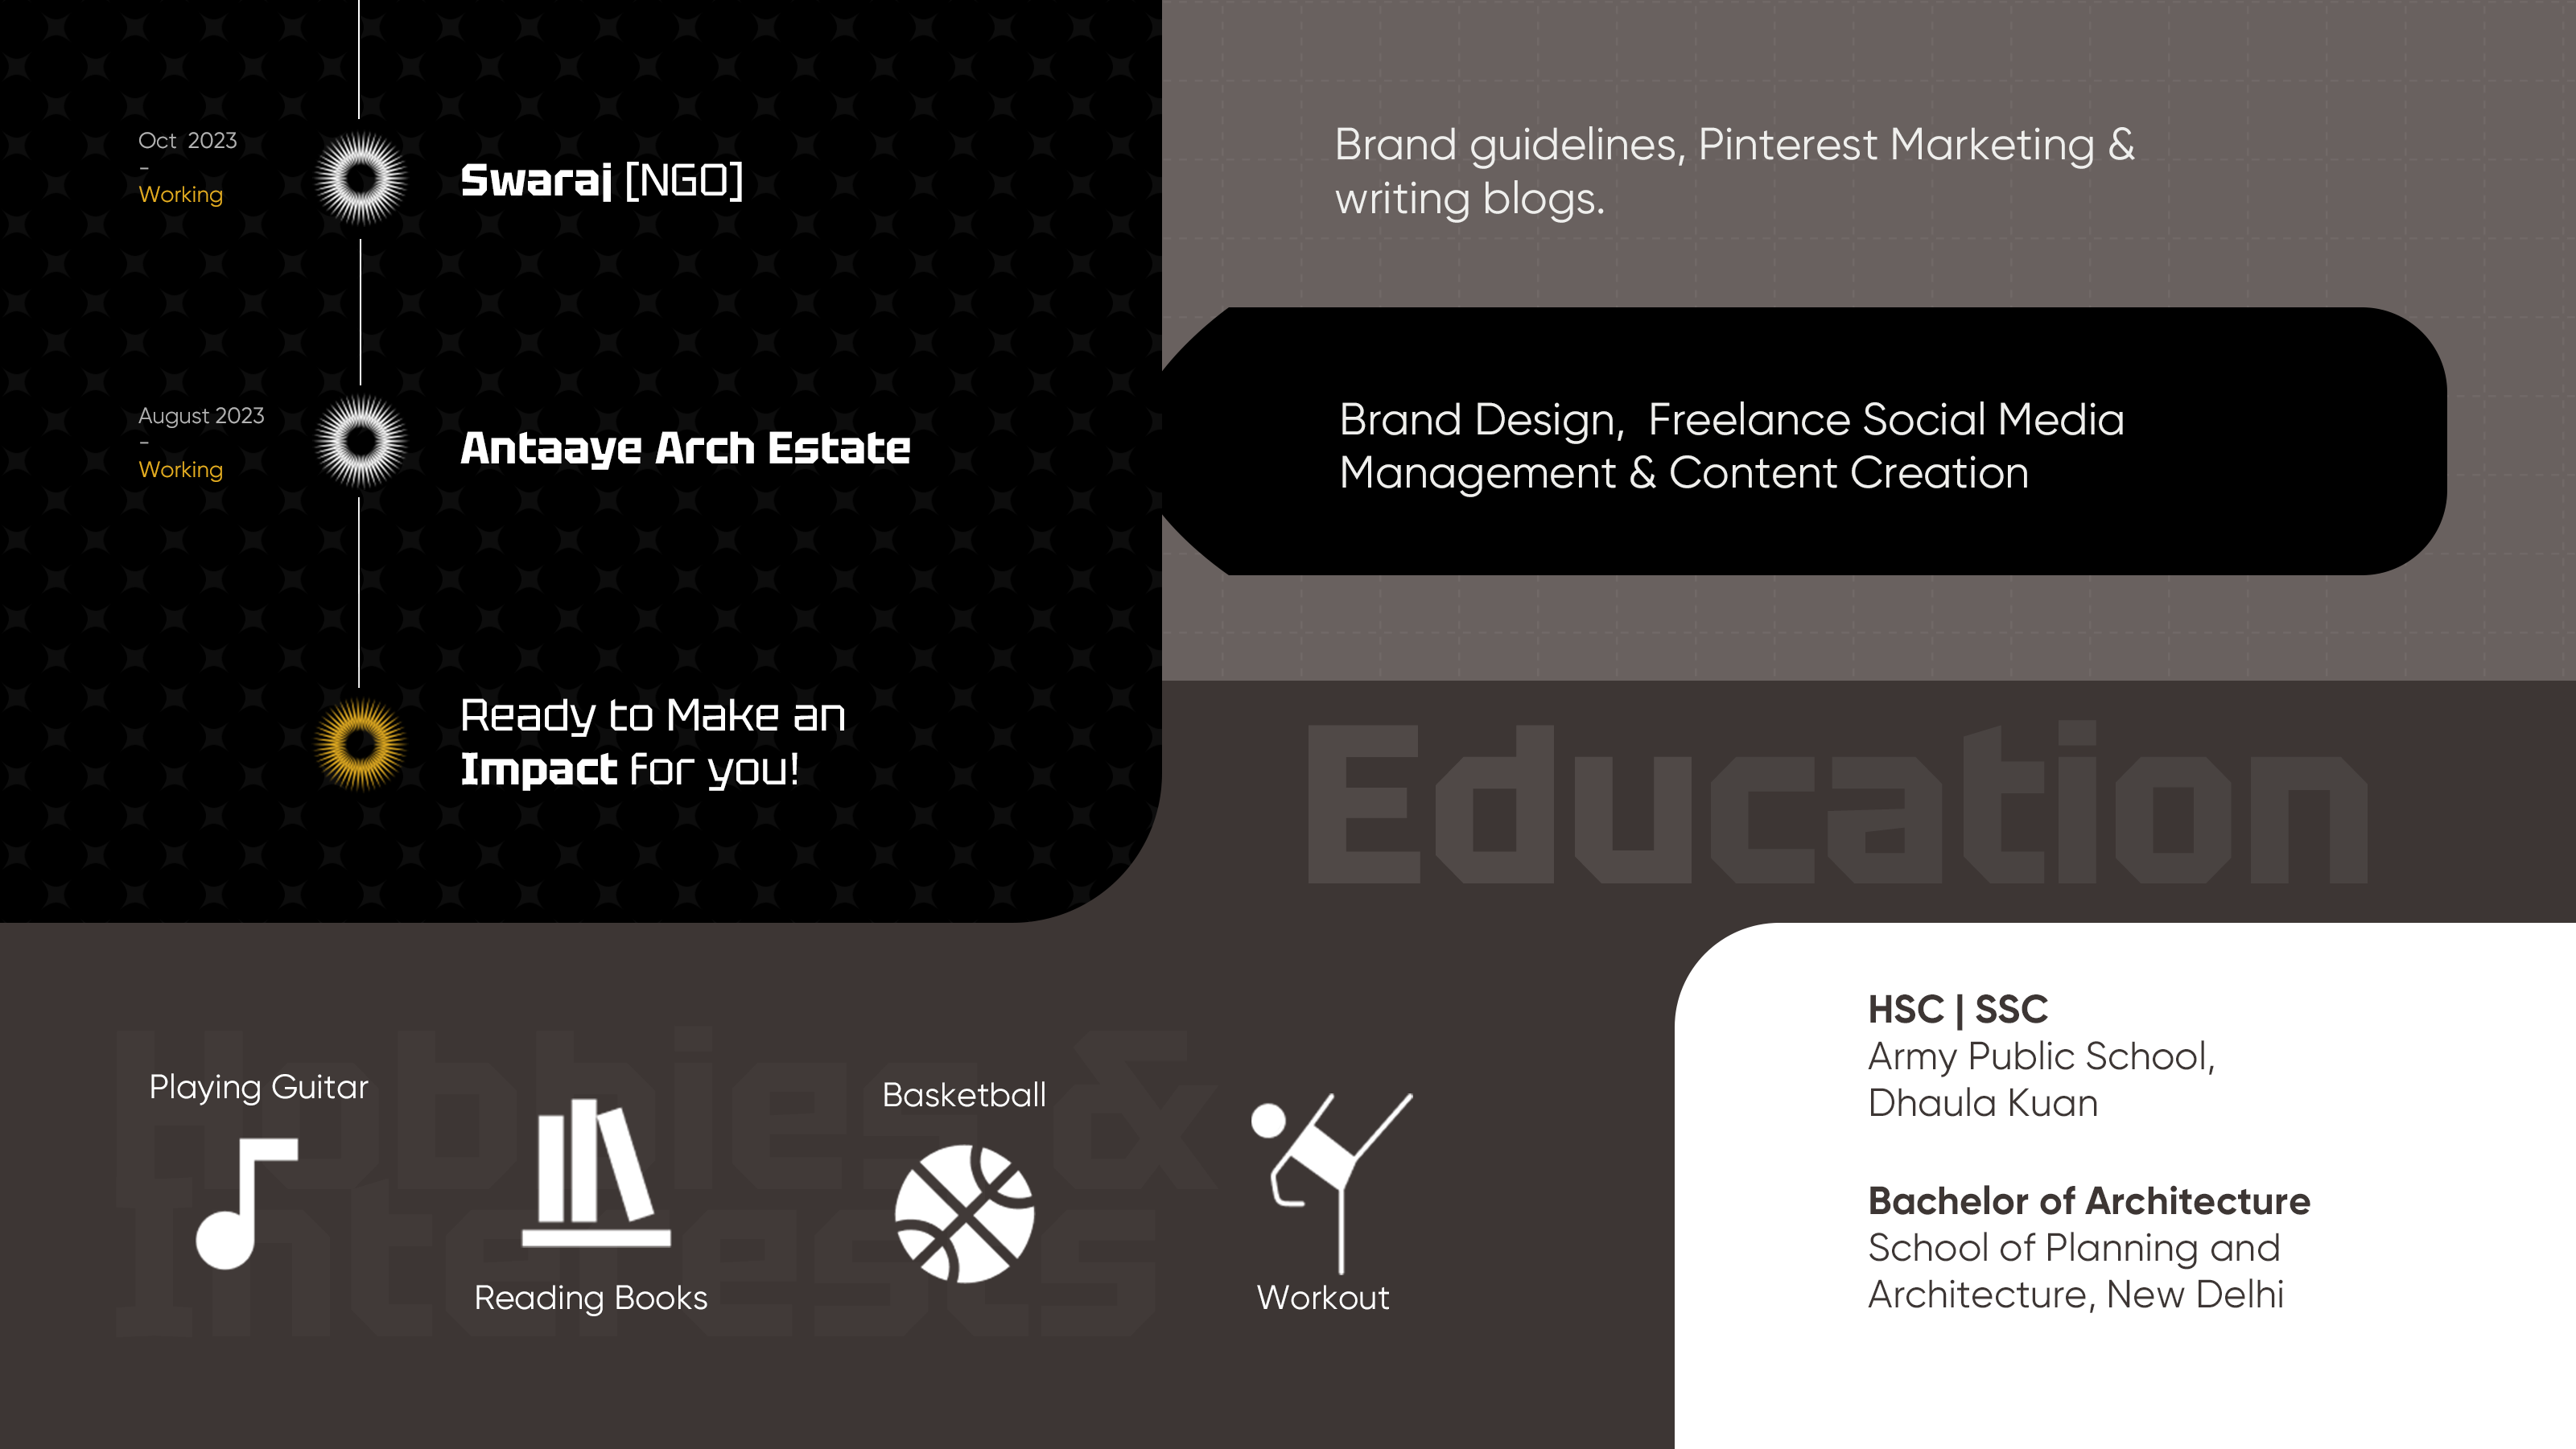 Oct 2023
-
Working
Swaraj [NGO]
Brand guidelines, Pinterest Marketing &
writing blogs.
August 2023
-
Working
Antaaye Arch Estate
Brand Design, Freelance Social Media
Management & Content Creation
Ready to Make an
Impact for you!
Education
Hobbies &
Interests
Playing Guitar
Reading Books
Basketball
Workout
HSC | SSC
Army Public School,
Dhaula Kuan
Bachelor of Architecture
School of Planning and
Architecture, New Delhi